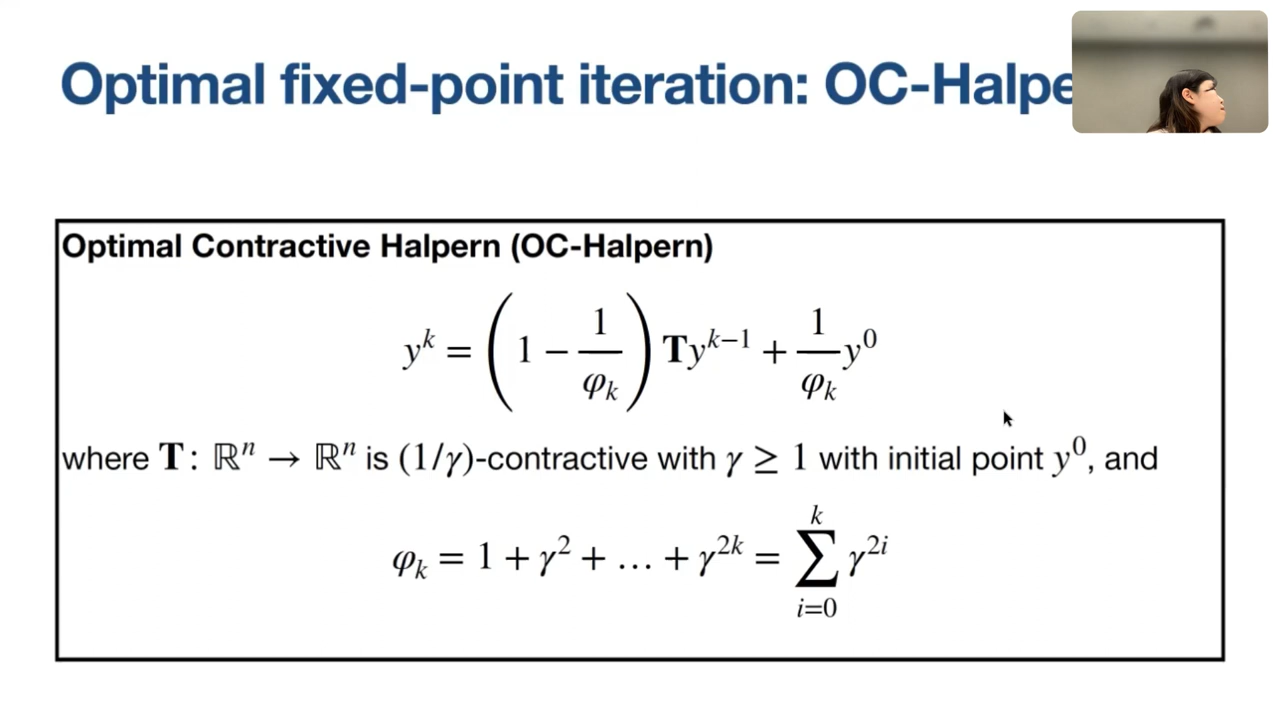 Optimal fixed-point iteration: OC-Halpe
Optimal Contractive Halpern (OC-Halpern)
y^k = (1 − 1/φ_k) 𝐓y^{k−1} + 1/φ_k y^0
where 𝐓: ℝ^n → ℝ^n is (1/γ)-contractive with γ ≥ 1 with initial point y^0, and
φ_k = 1 + γ^2 + … + γ^{2k} = ∑_{i=0}^{k} γ^{2i}